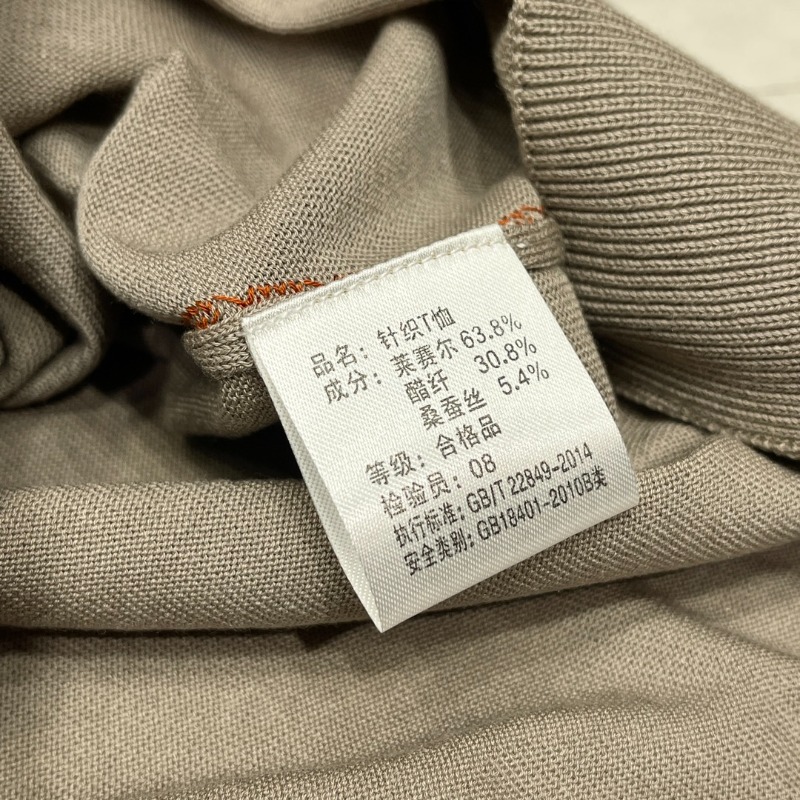 品名：针织T恤
成分：莱赛尔 63.8%
醋纤 30.8%
桑蚕丝 5.4%
等级：合格品
检验员：08
执行标准：GB/T 22849-2014
安全类别：GB18401-2010B类